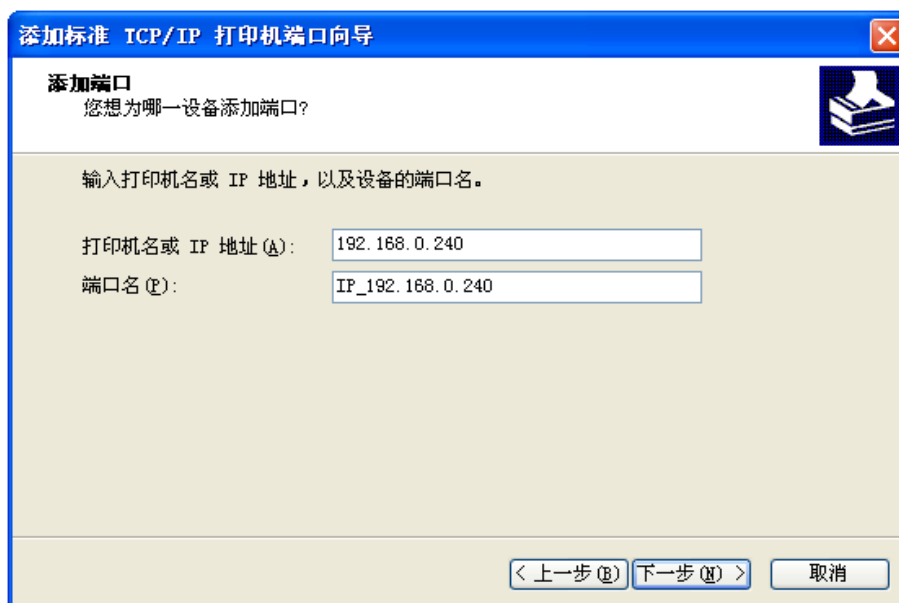 添加标准 TCP/IP 打印机端口向导
添加端口
您想为哪一设备添加端口?
输入打印机名或 IP 地址，以及设备的端口名。
打印机名或 IP 地址(A): 192.168.0.240
端口名(P): IP_192.168.0.240
< 上一步(B) 下一步(N) > 取消